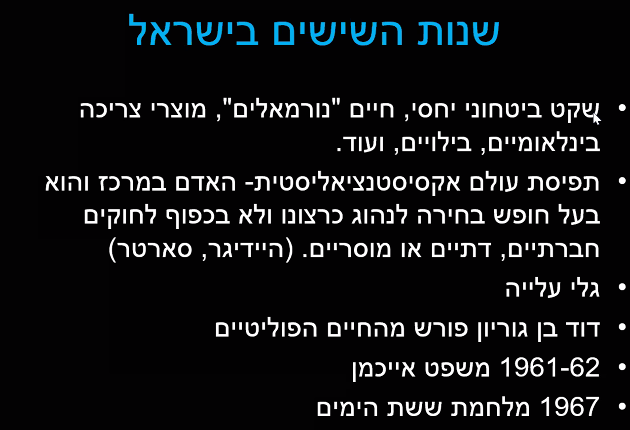 שנות השישים בישראל
• שקט ביטחוני יחסי, חיים "נורמאלים", מוצרי צריכה
בינלאומיים, בילויים, ועוד.
• תפיסת עולם אקסיסטנציאליסטית- האדם במרכז והוא
בעל חופש בחירה לנהוג כרצונו ולא בכפוף לחוקים
חברתיים, דתיים או מוסריים. (היידיגר, סארטר)
• גלי עלייה
• דוד בן גוריון פורש מהחיים הפוליטיים
• 1961-62 משפט אייכמן
• 1967 מלחמת ששת הימים